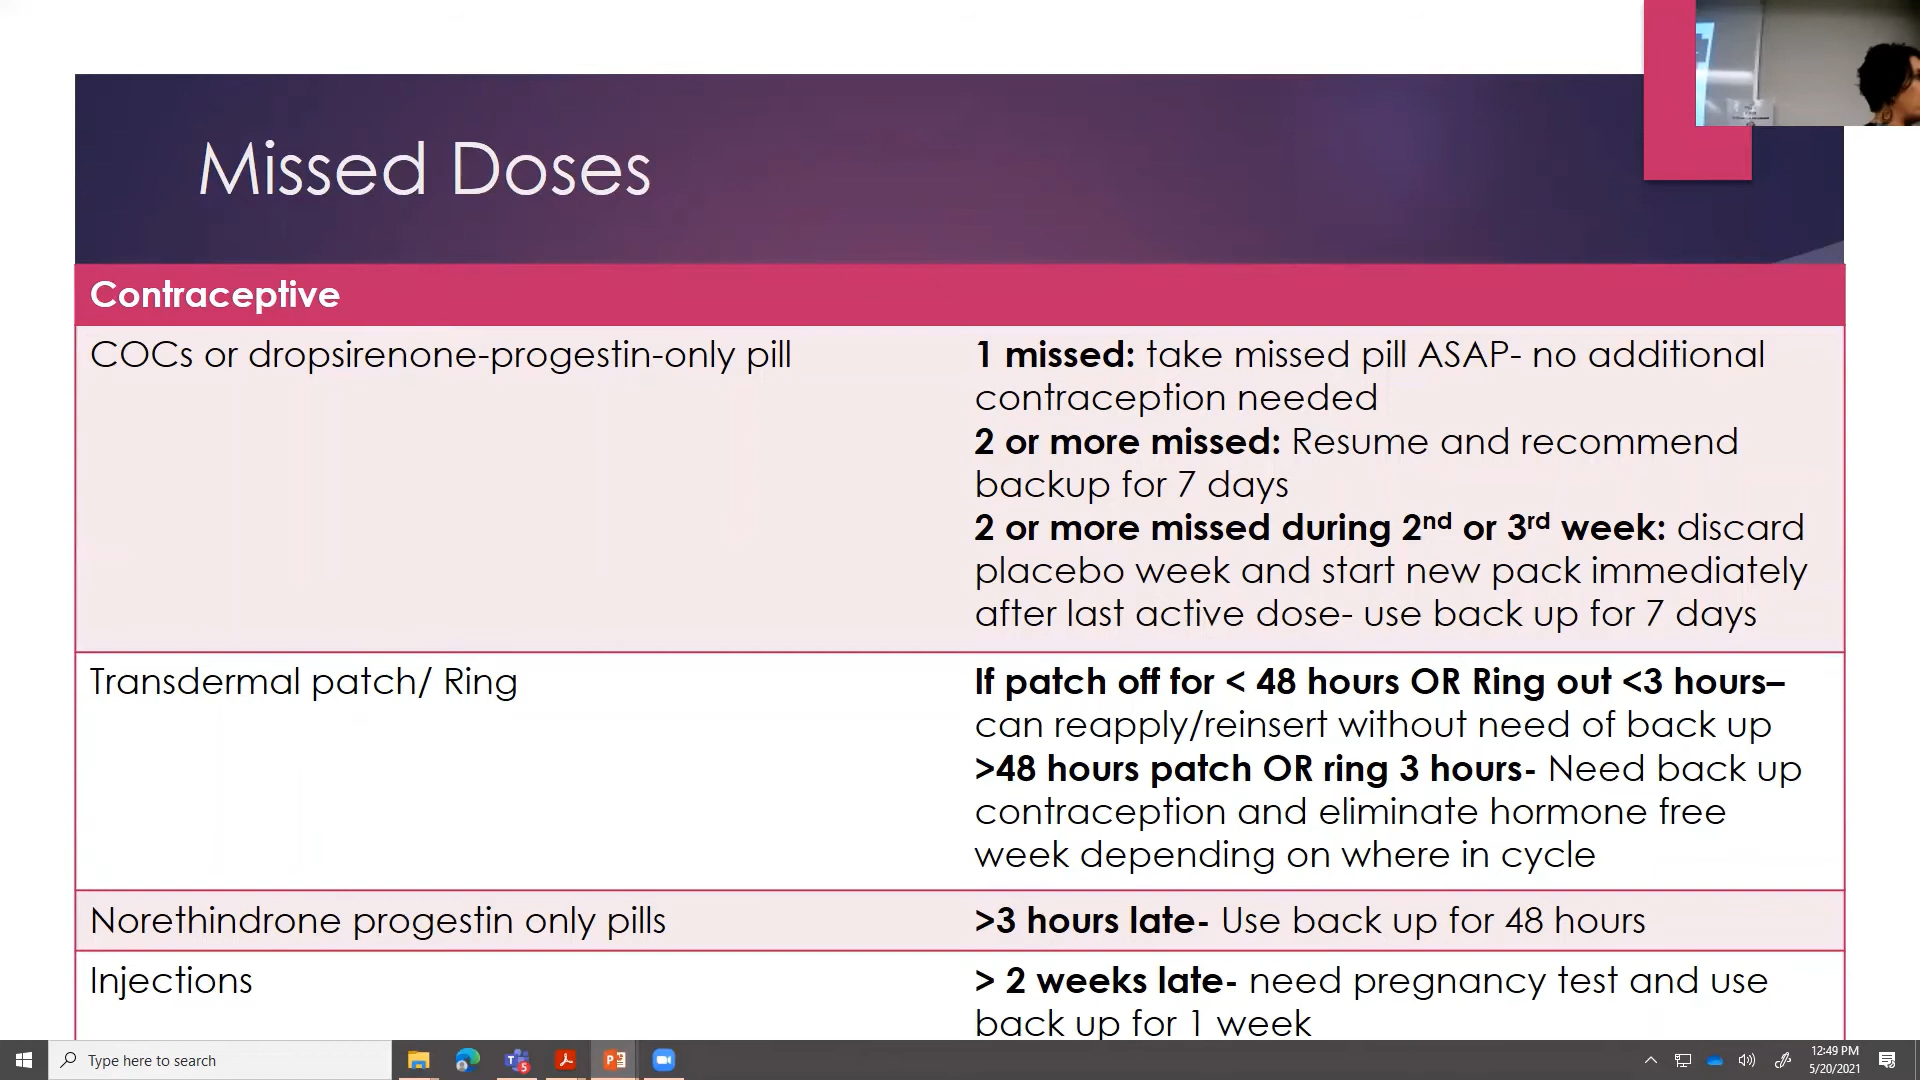 Missed Doses
Contraceptive
COCs or dropsirenone-progestin-only pill
1 missed: take missed pill ASAP- no additional
contraception needed
2 or more missed: Resume and recommend
backup for 7 days
2 or more missed during 2nd or 3rd week: discard
placebo week and start new pack immediately
after last active dose- use back up for 7 days
Transdermal patch/ Ring
If patch off for < 48 hours OR Ring out <3 hours–
can reapply/reinsert without need of back up
>48 hours patch OR ring 3 hours- Need back up
contraception and eliminate hormone free
week depending on where in cycle
Norethindrone progestin only pills
>3 hours late- Use back up for 48 hours
Injections
> 2 weeks late- need pregnancy test and use
back up for 1 week
Type here to search
12:49 PM
5/20/2021